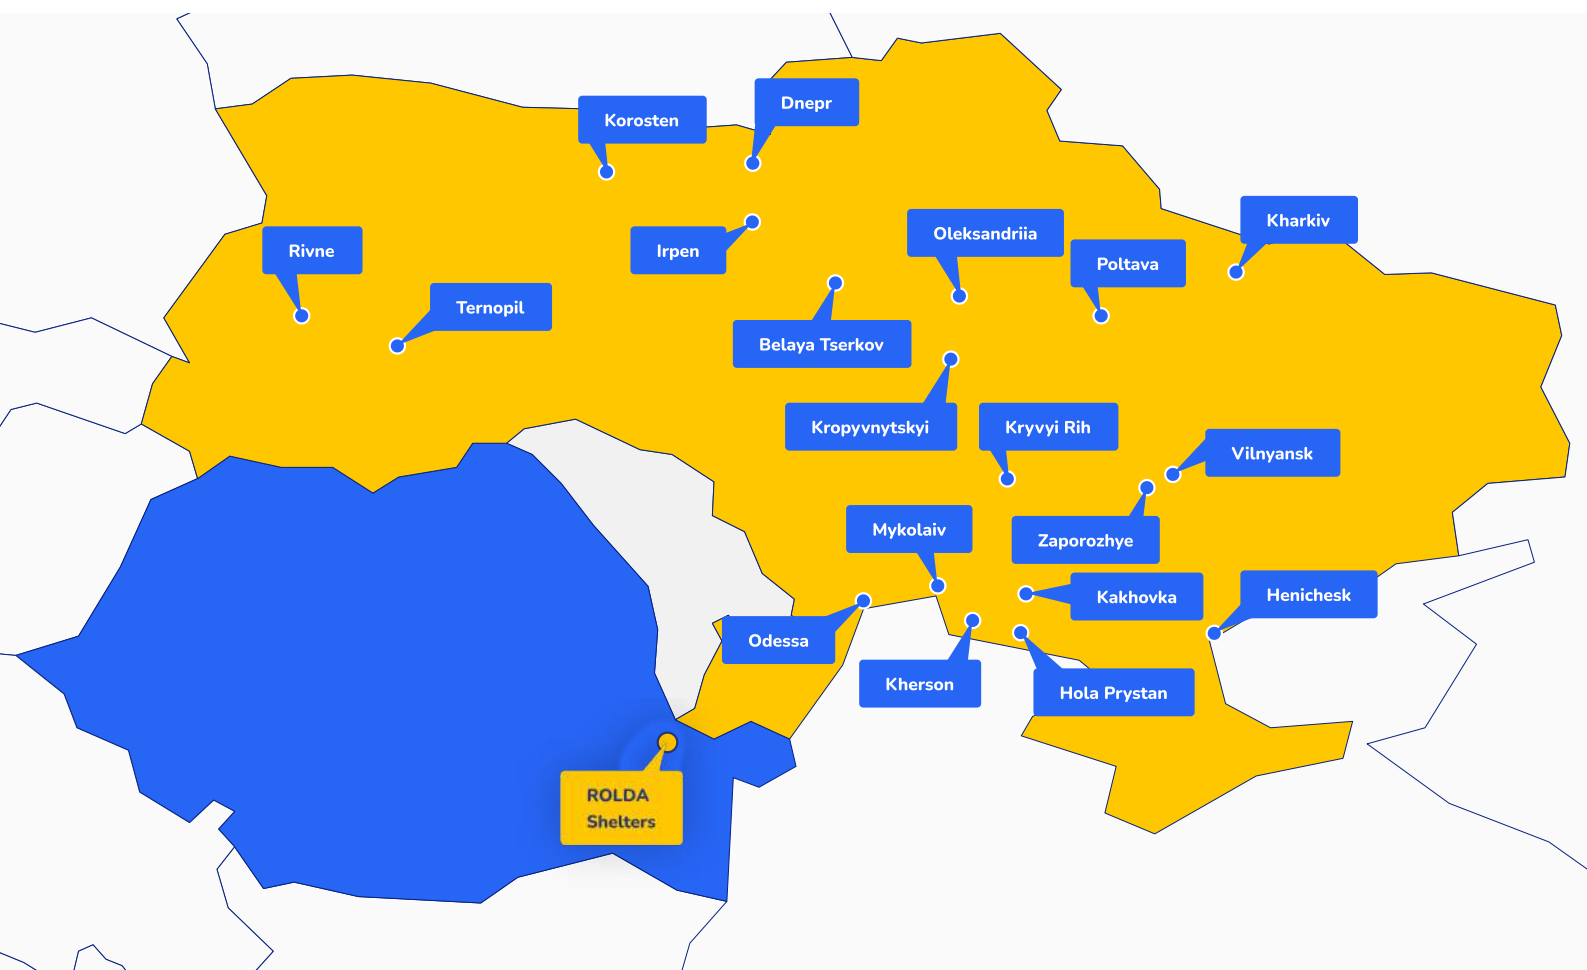 Dnepr
Korosten
Kharkiv
Oleksandriia
Rivne
Irpen
Poltava
Ternopil
Belaya Tserkov
Kropyvnytskyi
Kryvyi Rih
Vilnyansk
Mykolaiv
Zaporozhye
Henichesk
Kakhovka
Odessa
Kherson
Hola Prystan
ROLDA
Shelters